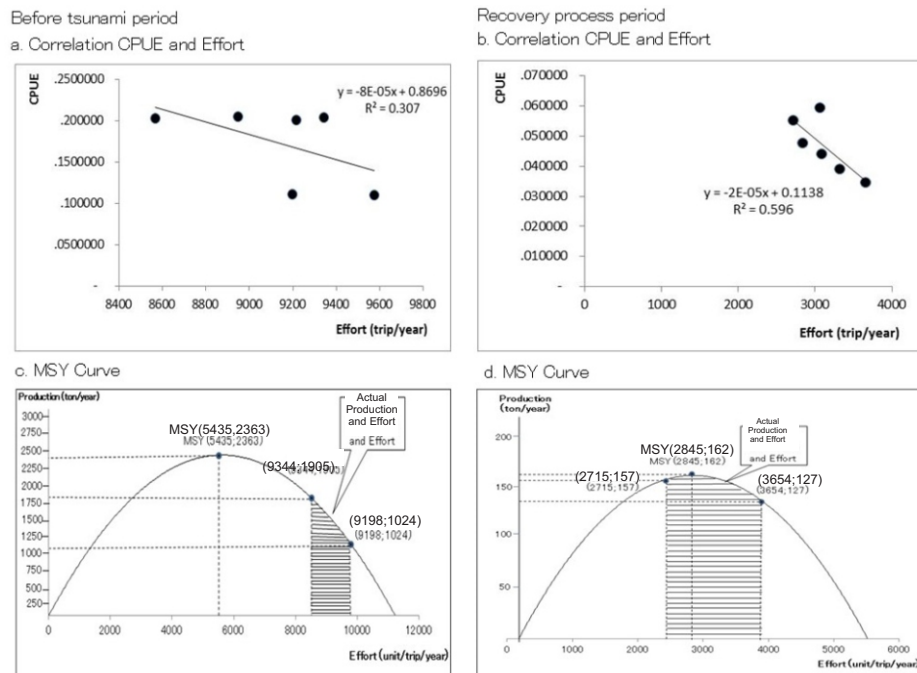 Before tsunami period
a. Correlation CPUE and Effort
CPUE
.2500000
.200000
.1500000
.100000
.0500000
-
y = -8E-05x + 0.8696
R² = 0.307
8400 8600 8800 9000 9200 9400 9600 9800
Effort (trip/year)
Recovery process period
b. Correlation CPUE and Effort
CPUE
.070000
.060000
.050000
.040000
.030000
.020000
.010000
-
y = -2E-05x + 0.1138
R² = 0.596
0 1000 2000 3000 4000
Effort (trip/year)
c. MSY Curve
Production (ton/year)
3000
2750
2500
2250
2000
1750
1500
1250
1000
750
500
250
Actual
Production
and Effort
and Effort
MSY(5435,2363)
MSY (5435;2363)
(9344;1905)
(9198;1024)
(9198;1024)
0 2000 4000 6000 8000 10000 12000
Effort(unit/trip/year)
d. MSY Curve
Production
(ton/year)
200
150
100
50
Actual
Production
and Effort
and Effort
MSY(2845;162)
MSY (2845;162)
(2715;157)
(2715;157)
(3654;127)
(3654;127)
0 1000 2000 3000 4000 5000 6000
Effort(unit/trip/year)